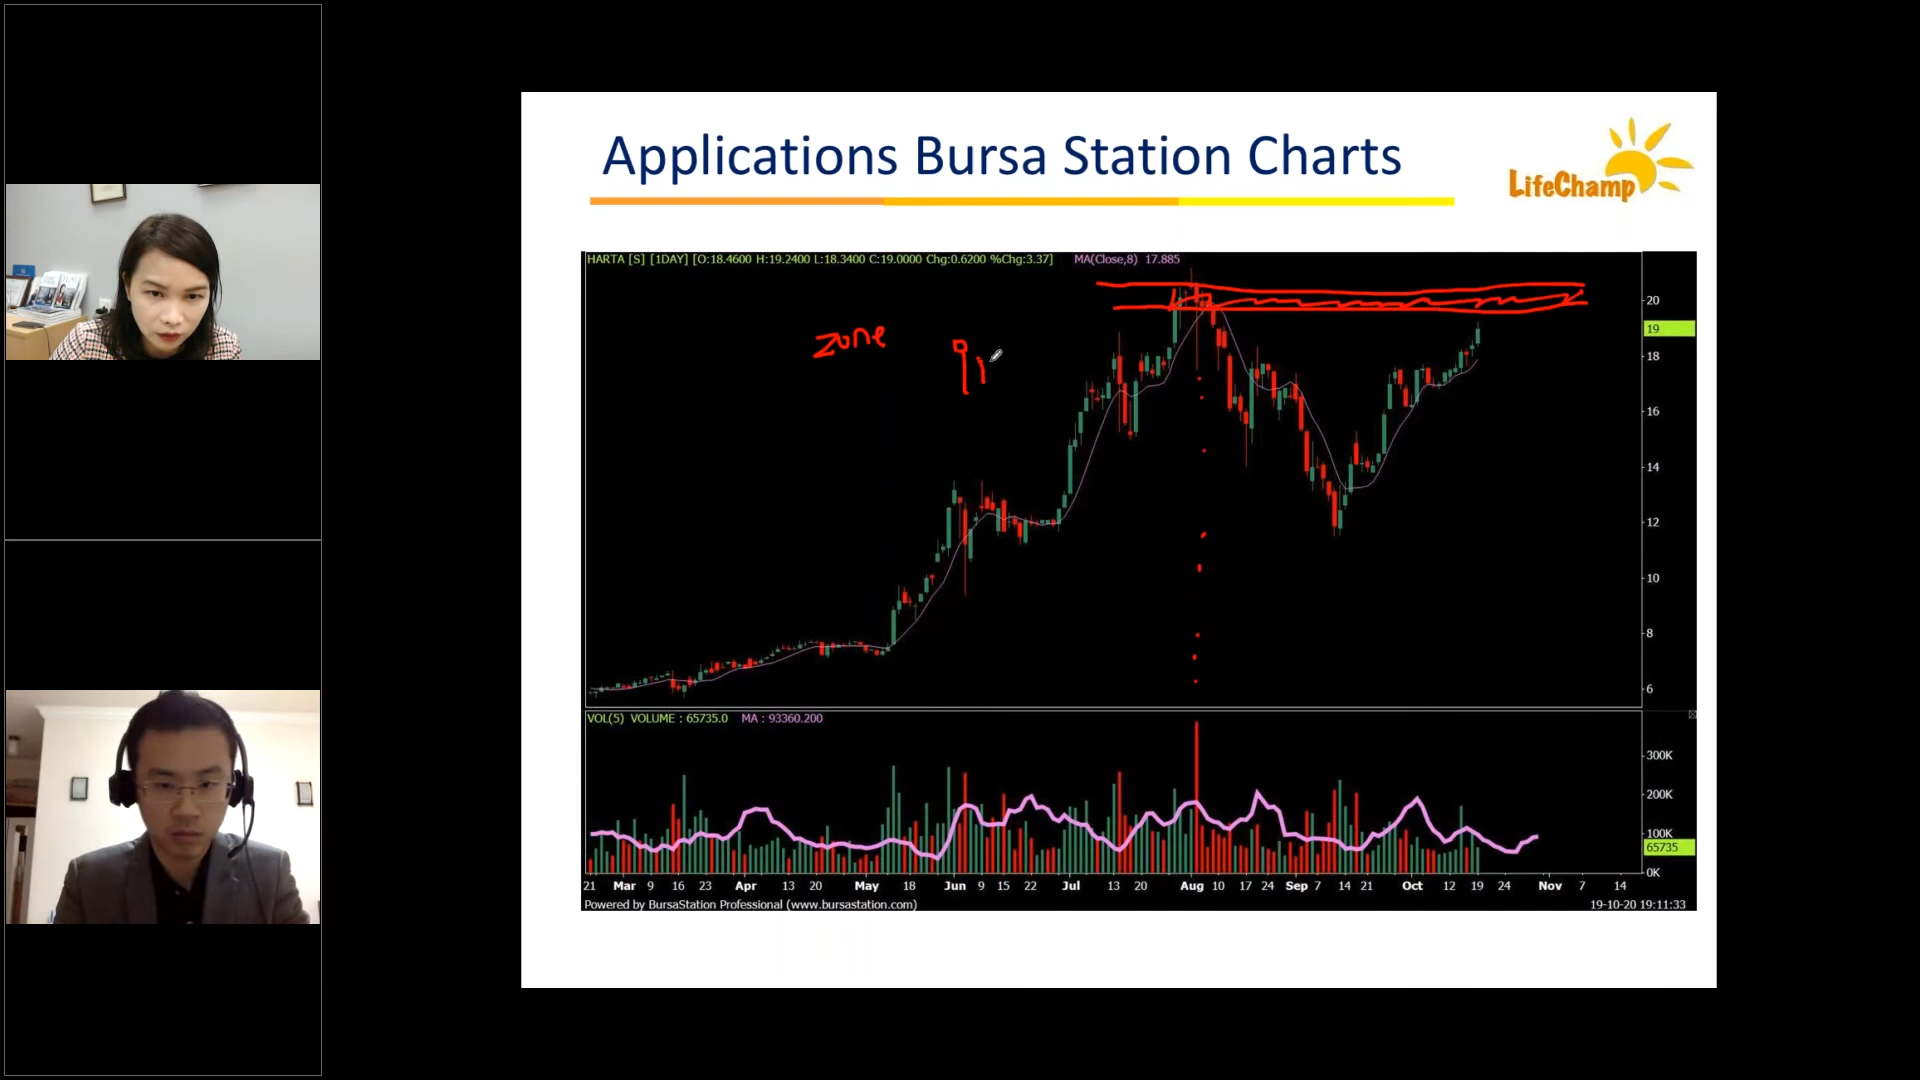 Applications Bursa Station Charts
LifeChamp
HARTA [S] [1DAY] [O:18.4600 H:19.2400 L:18.3400 C:19.0000 Chg:0.6200 %Chg:3.37] MA(Close,8) 17.885
zone
20
19
18
16
14
12
10
8
6
VOL(5) VOLUME : 65735.0 MA : 93360.200
300K
200K
100K
65735
0K
21 Mar 9 16 23 Apr 13 20 May 18 Jun 9 15 22 Jul 13 20 Aug 10 17 24 Sep 7 14 21 Oct 12 19 24 Nov 7 14
Powered by BursaStation Professional (www.bursastation.com) 19-10-20 19:11:33